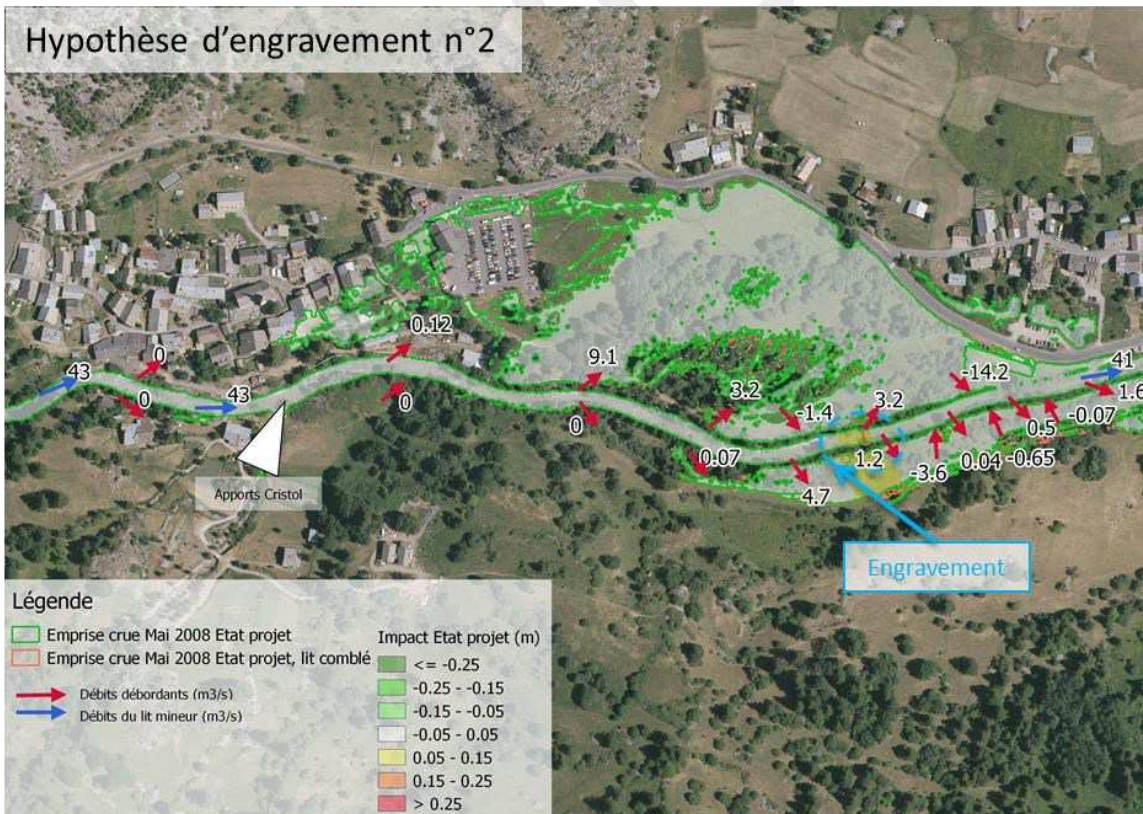 Hypothèse d'engravement n°2
0
0.12
9.1
43
43
-14.2
41
3.2
3.2
1.6
0
-1.4
0
0
0.5
-0.07
0.07
1.2
-3.6
0.04
-0.65
4.7
Apports Cristol
Engravement
Légende
Emprise crue Mai 2008 Etat projet
Emprise crue Mai 2008 Etat projet, lit comblé
Débits débordants (m3/s)
Débits du lit mineur (m3/s)
Impact Etat projet (m)
<= -0.25
-0.25 - -0.15
-0.15 - -0.05
-0.05 - 0.05
0.05 - 0.15
0.15 - 0.25
> 0.25